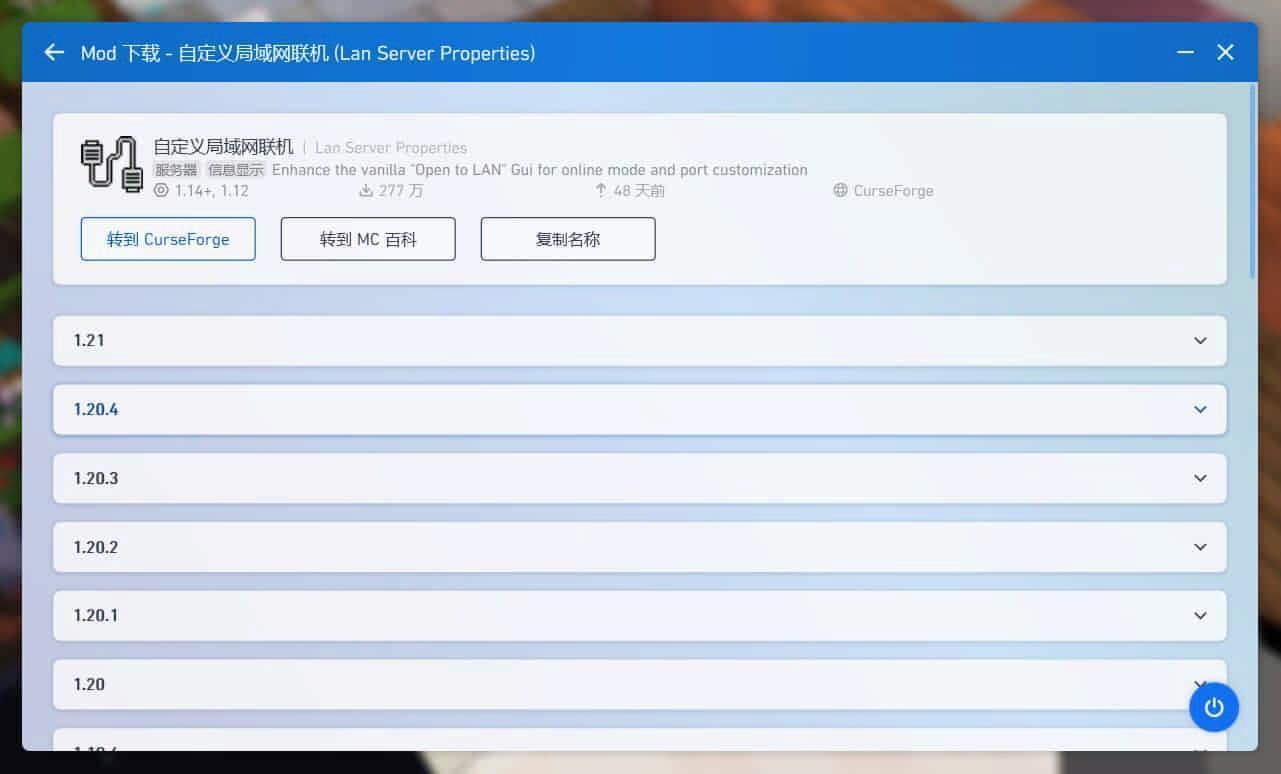 Mod 下载 - 自定义局域网联机 (Lan Server Properties)
自定义局域网联机 | Lan Server Properties
服务器 信息显示 Enhance the vanilla "Open to LAN" Gui for online mode and port customization
1.14+, 1.12 277 万 48 天前 CurseForge
转到 CurseForge 转到 MC 百科 复制名称
1.21
1.20.4
1.20.3
1.20.2
1.20.1
1.20